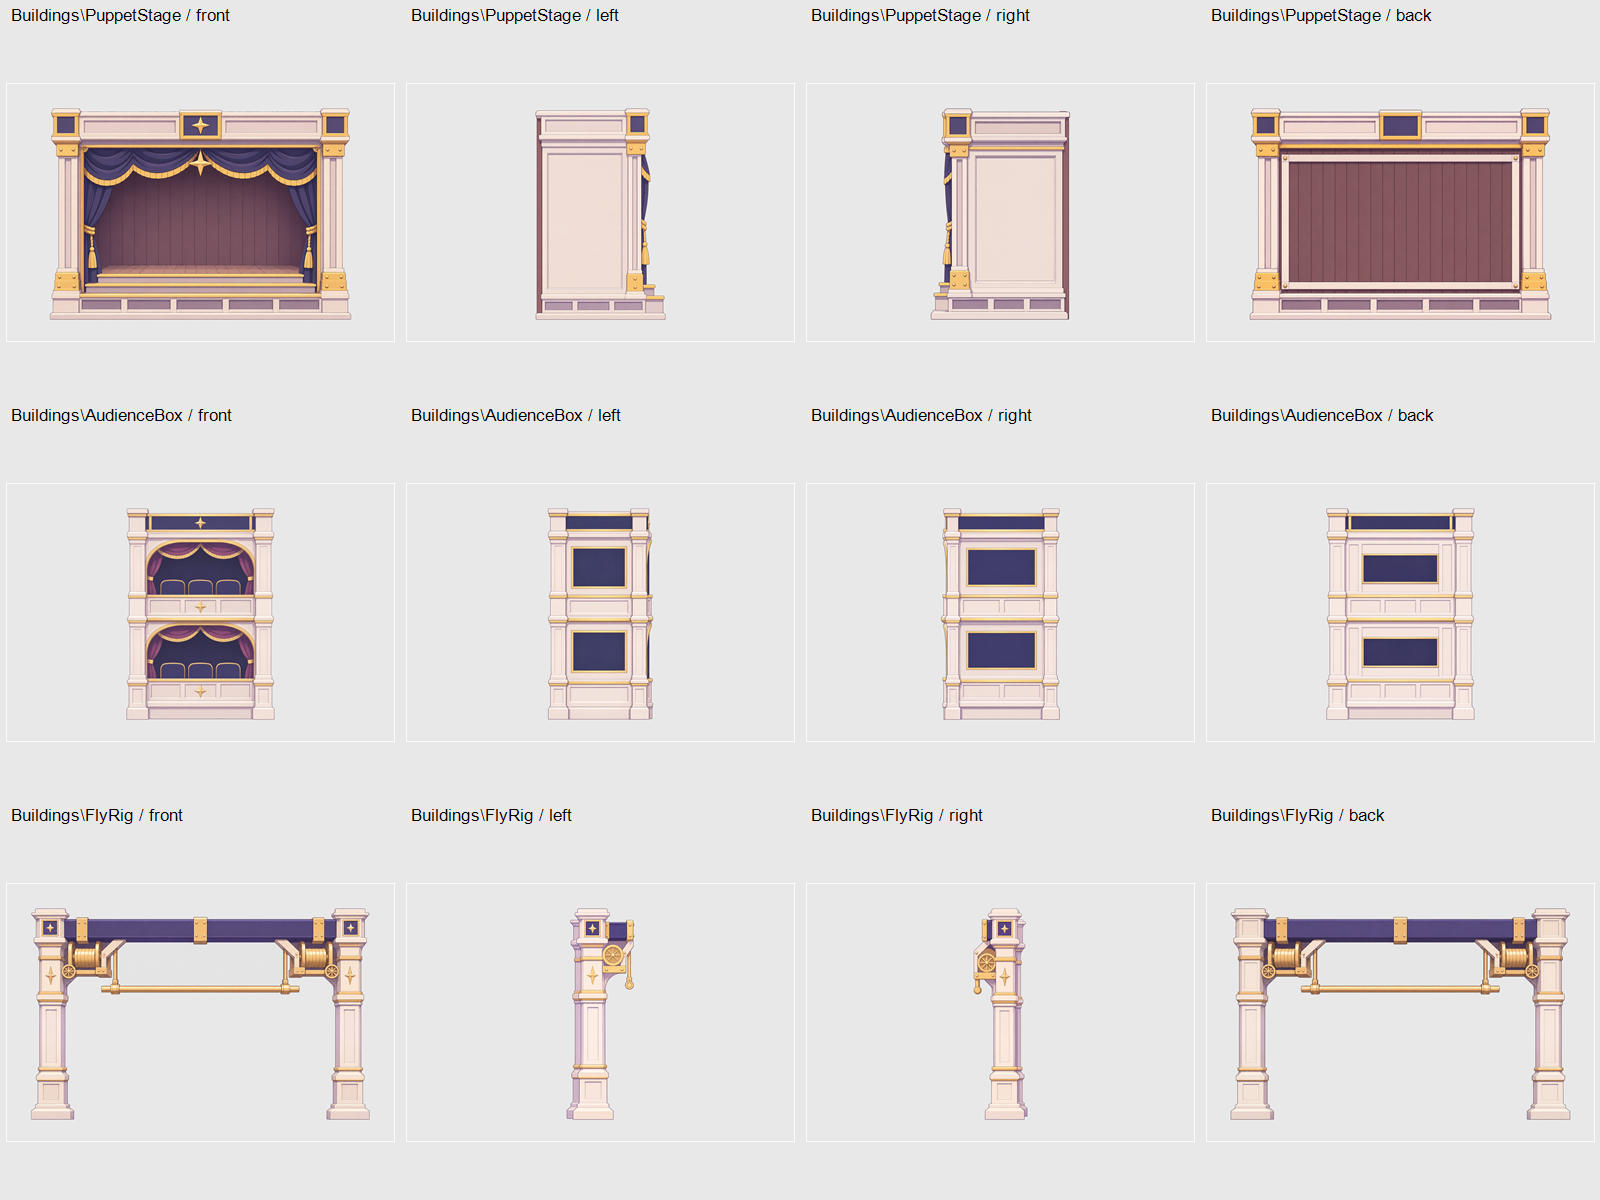 Buildings\PuppetStage / front
Buildings\PuppetStage / left
Buildings\PuppetStage / right
Buildings\PuppetStage / back
Buildings\AudienceBox / front
Buildings\AudienceBox / left
Buildings\AudienceBox / right
Buildings\AudienceBox / back
Buildings\FlyRig / front
Buildings\FlyRig / left
Buildings\FlyRig / right
Buildings\FlyRig / back